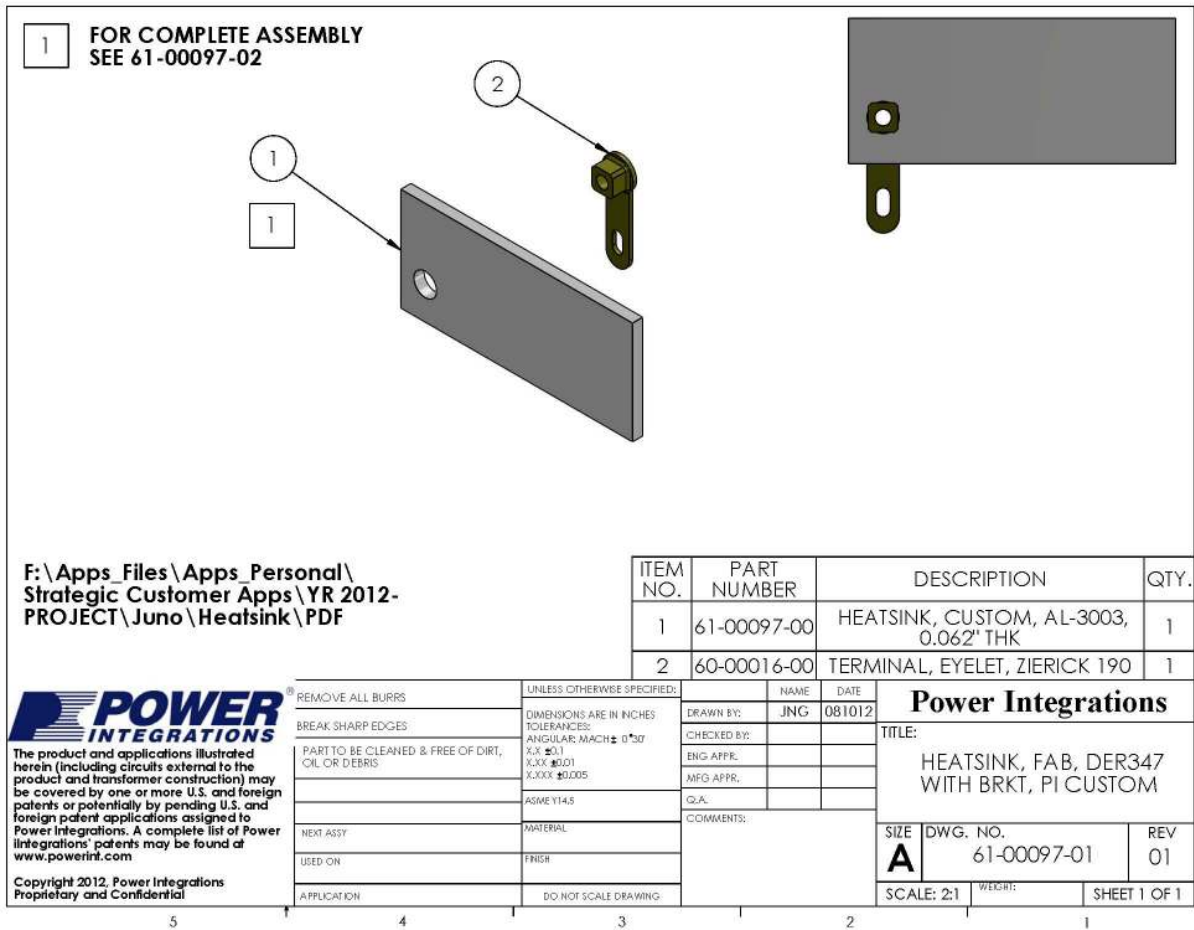 1
FOR COMPLETE ASSEMBLY
SEE 61-00097-02
2
1
1
F:\Apps_Files\Apps_Personal\
Strategic Customer Apps\YR 2012-
PROJECT\Juno\Heatsink\PDF
ITEM NO. PART NUMBER DESCRIPTION QTY.
1 61-00097-00 HEATSINK, CUSTOM, AL-3003, 0.062" THK 1
2 60-00016-00 TERMINAL, EYELET, ZIERICK 190 1
POWER
INTEGRATIONS
®
The product and applications illustrated
herein (including circuits external to the
product and transformer construction) may
be covered by one or more U.S. and foreign
patents or potentially by pending U.S. and
foreign patent applications assigned to
Power Integrations. A complete list of Power
IIntegrations' patents may be found at
www.powerint.com
Copyright 2012, Power Integrations
Proprietary and Confidential
REMOVE ALL BURRS
BREAK SHARP EDGES
PART TO BE CLEANED & FREE OF DIRT,
OIL OR DEBRIS
NEXT ASSY
USED ON
APPLICATION
UNLESS OTHERWISE SPECIFIED:
DIMENSIONS ARE IN INCHES
TOLERANCES:
ANGULAR: MACH± 0°30'
X.X ±0.1
X.XX ±0.01
X.XXX ±0.005
ASME Y14.5
MATERIAL
FINISH
DO NOT SCALE DRAWING
NAME DATE
DRAWN BY: JNG 081012
CHECKED BY:
ENG APPR.
MFG APPR.
Q.A.
COMMENTS:
Power Integrations
TITLE:
HEATSINK, FAB, DER347
WITH BRKT, PI CUSTOM
SIZE DWG. NO. REV
A 61-00097-01 01
SCALE: 2:1 WEIGHT: SHEET 1 OF 1
5 4 3 2 1